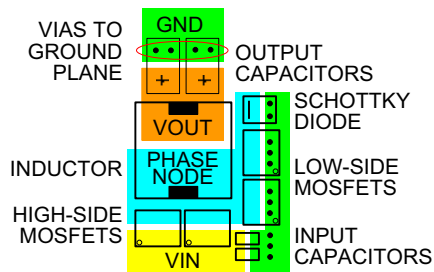 VIAS TO
GROUND
PLANE
GND
OUTPUT
CAPACITORS
+ +
VOUT
SCHOTTKY
DIODE
INDUCTOR
PHASE
NODE
LOW-SIDE
MOSFETS
HIGH-SIDE
MOSFETS
VIN
INPUT
CAPACITORS